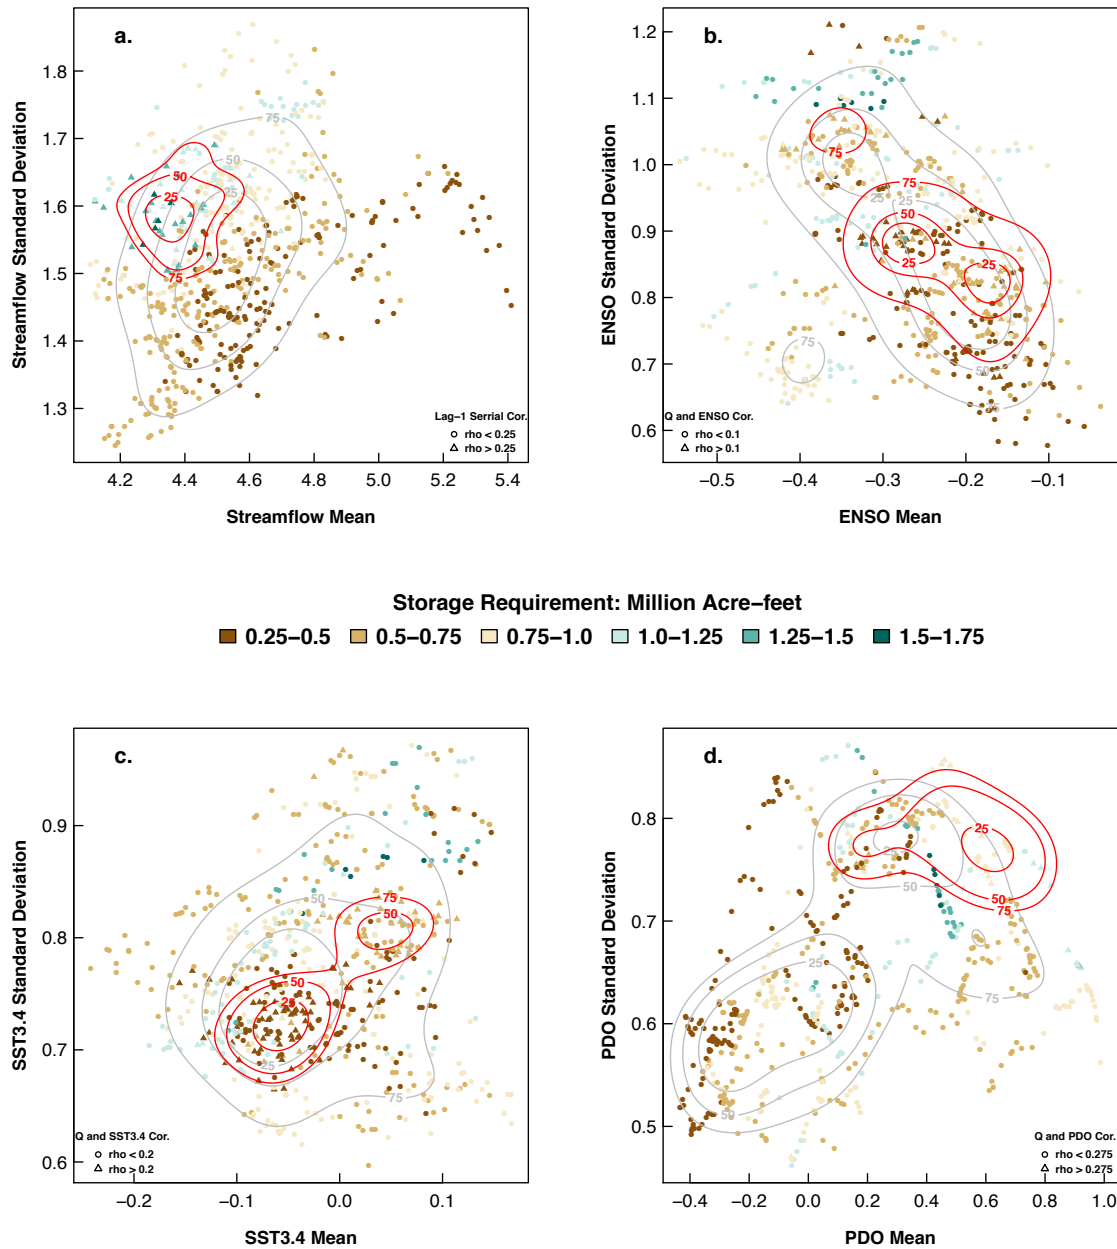 a.
Streamflow Standard Deviation
1.8
1.7
1.6
1.5
1.4
1.3
75
50
25
50
25
75
Lag−1 Serrial Cor.
rho < 0.25
rho > 0.25
4.2 4.4 4.6 4.8 5.0 5.2 5.4
Streamflow Mean
b.
ENSO Standard Deviation
1.2
1.1
1.0
0.9
0.8
0.7
0.6
75
75
25
25
50
25
25
75
50
75
Q and ENSO Cor.
rho < 0.1
rho > 0.1
−0.5 −0.4 −0.3 −0.2 −0.1
ENSO Mean
Storage Requirement: Million Acre−feet
0.25−0.5 0.5−0.75 0.75−1.0 1.0−1.25 1.25−1.5 1.5−1.75
c.
SST3.4 Standard Deviation
0.9
0.8
0.7
0.6
50
75
50
50
25
25
75
Q and SST3.4 Cor.
rho < 0.2
rho > 0.2
−0.2 −0.1 0.0 0.1
SST3.4 Mean
d.
PDO Standard Deviation
0.8
0.7
0.6
0.5
25
25
50
50
75
25
75
50
Q and PDO Cor.
rho < 0.275
rho > 0.275
−0.4 −0.2 0.0 0.2 0.4 0.6 0.8 1.0
PDO Mean